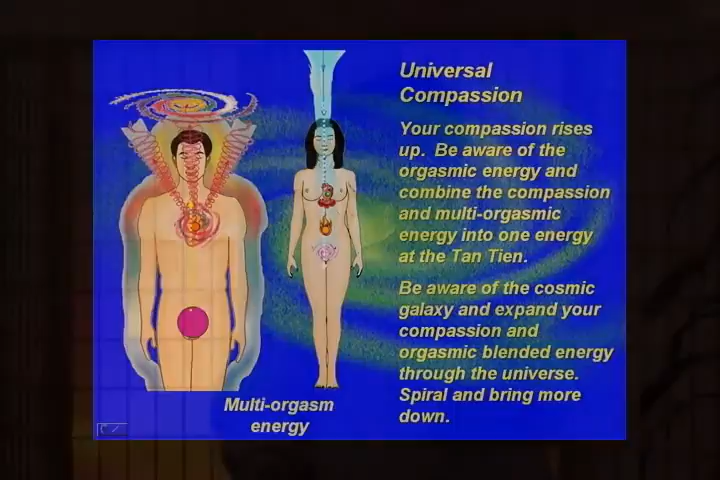 Universal
Compassion
Your compassion rises
up. Be aware of the
orgasmic energy and
combine the compassion
and multi-orgasmic
energy into one energy
at the Tan Tien.
Be aware of the cosmic
galaxy and expand your
compassion and
orgasmic blended energy
through the universe.
Spiral and bring more
down.
Multi-orgasm
energy